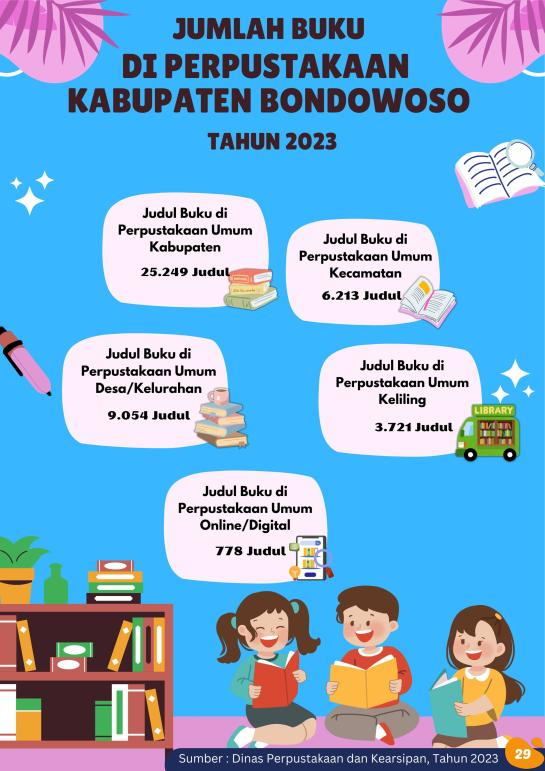 JUMLAH BUKU
DI PERPUSTAKAAN
KABUPATEN BONDOWOSO
TAHUN 2023
Judul Buku di
Perpustakaan Umum
Kabupaten
25.249 Judul
Judul Buku di
Perpustakaan Umum
Kecamatan
6.213 Judul
Judul Buku di
Perpustakaan Umum
Desa/Kelurahan
9.054 Judul
Judul Buku di
Perpustakaan Umum
Keliling
3.721 Judul
LIBRARY
Judul Buku di
Perpustakaan Umum
Online/Digital
778 Judul
Sumber : Dinas Perpustakaan dan Kearsipan, Tahun 2023
29